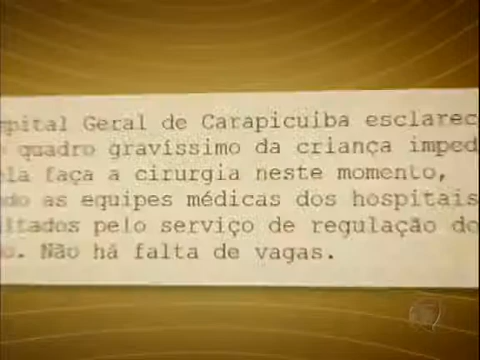 spital Geral de Carapicuiba esclarec
quadro gravíssimo da criança imped
ela faça a cirurgia neste momento,
ndo as equipes médicas dos hospitais
ltados pelo serviço de regulação do
o. Não há falta de vagas.